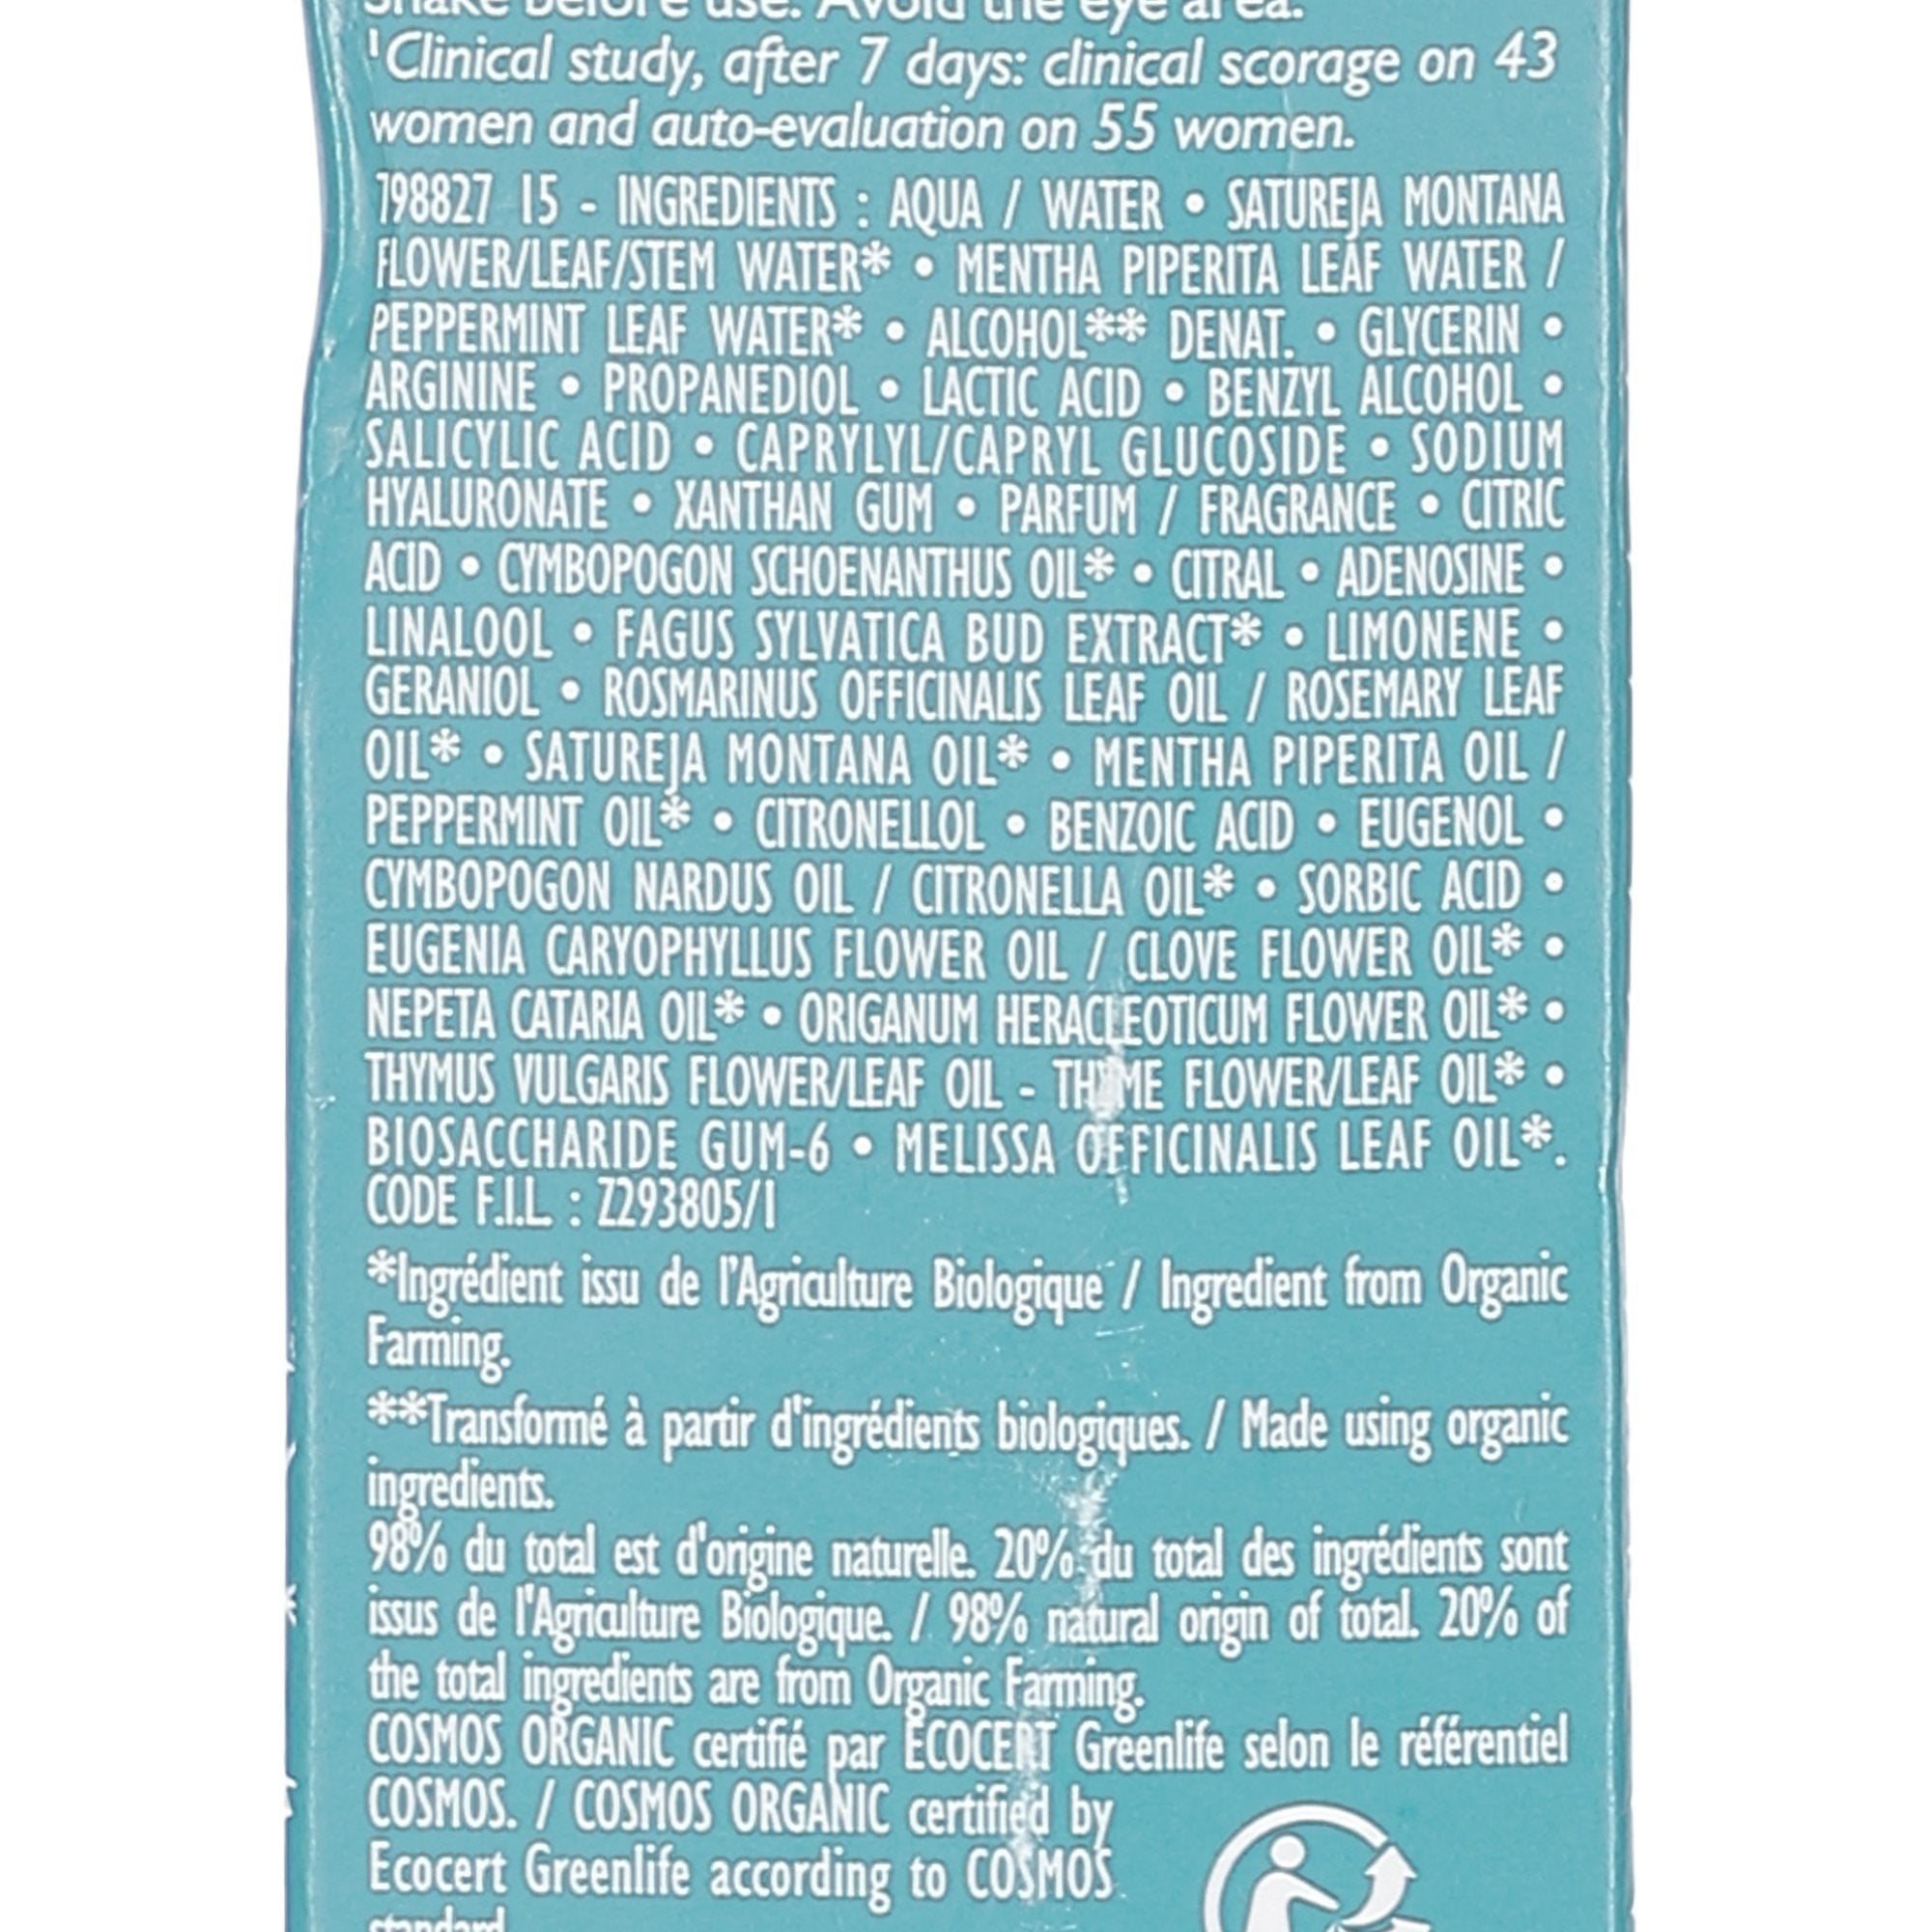 Shake before use. Avoid the eye area.
¹Clinical study, after 7 days: clinical scorage on 43
women and auto-evaluation on 55 women.
798827 15 - INGREDIENTS : AQUA / WATER • SATUREJA MONTANA
FLOWER/LEAF/STEM WATER* • MENTHA PIPERITA LEAF WATER /
PEPPERMINT LEAF WATER* • ALCOHOL** DENAT. • GLYCERIN •
ARGININE • PROPANEDIOL • LACTIC ACID • BENZYL ALCOHOL •
SALICYLIC ACID • CAPRYLYL/CAPRYL GLUCOSIDE • SODIUM
HYALURONATE • XANTHAN GUM • PARFUM / FRAGRANCE • CITRIC
ACID • CYMBOPOGON SCHOENANTHUS OIL* • CITRAL • ADENOSINE •
LINALOOL • FAGUS SYLVATICA BUD EXTRACT* • LIMONENE •
GERANIOL • ROSMARINUS OFFICINALIS LEAF OIL / ROSEMARY LEAF
OIL* • SATUREJA MONTANA OIL* • MENTHA PIPERITA OIL /
PEPPERMINT OIL* • CITRONELLOL • BENZOIC ACID • EUGENOL •
CYMBOPOGON NARDUS OIL / CITRONELLA OIL* • SORBIC ACID •
EUGENIA CARYOPHYLLUS FLOWER OIL / CLOVE FLOWER OIL* •
NEPETA CATARIA OIL* • ORIGANUM HERACLEOTICUM FLOWER OIL* •
THYMUS VULGARIS FLOWER/LEAF OIL - THYME FLOWER/LEAF OIL* •
BIOSACCHARIDE GUM-6 • MELISSA OFFICINALIS LEAF OIL*.
CODE F.I.L. : Z293805/1
*Ingrédient issu de l'Agriculture Biologique / Ingredient from Organic
Farming.
**Transformé à partir d'ingrédients biologiques. / Made using organic
ingredients.
98% du total est d'origine naturelle. 20% du total des ingrédients sont
issus de l'Agriculture Biologique. / 98% natural origin of total. 20% of
the total ingredients are from Organic Farming.
COSMOS ORGANIC certifié par ECOCERT Greenlife selon le référentiel
COSMOS. / COSMOS ORGANIC certified by
Ecocert Greenlife according to COSMOS
standard.